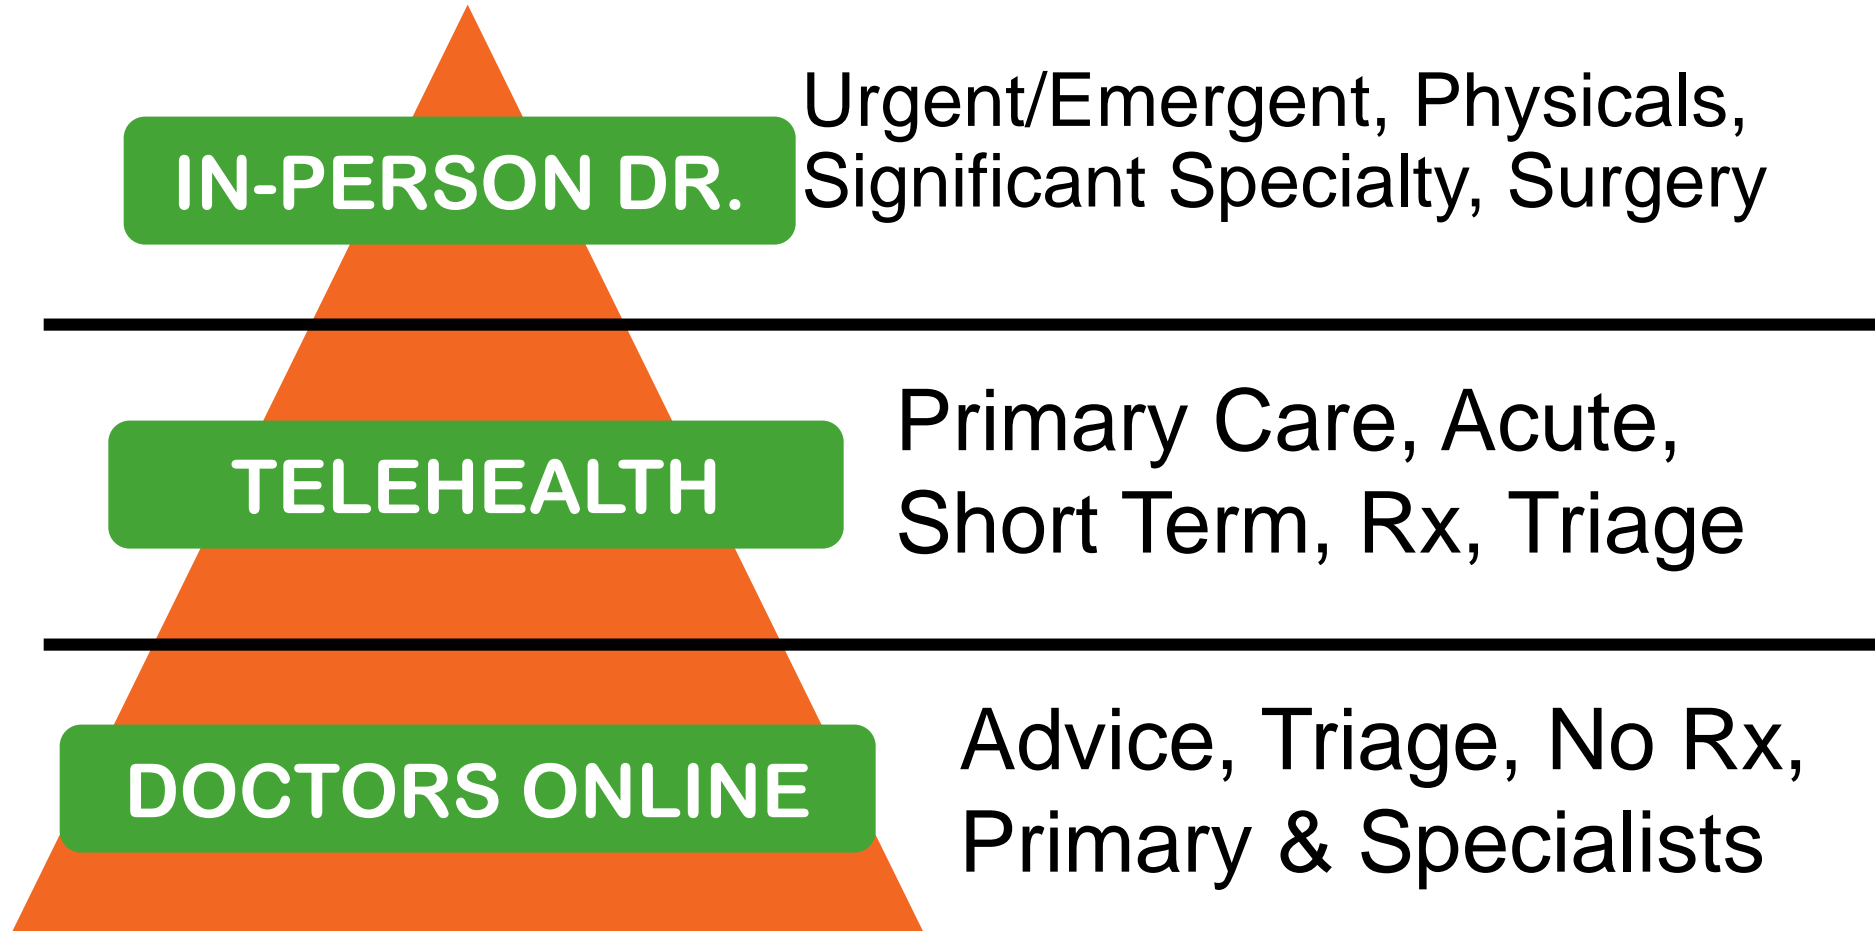 IN-PERSON DR.
Urgent/Emergent, Physicals,
Significant Specialty, Surgery
TELEHEALTH
Primary Care, Acute,
Short Term, Rx, Triage
DOCTORS ONLINE
Advice, Triage, No Rx,
Primary & Specialists